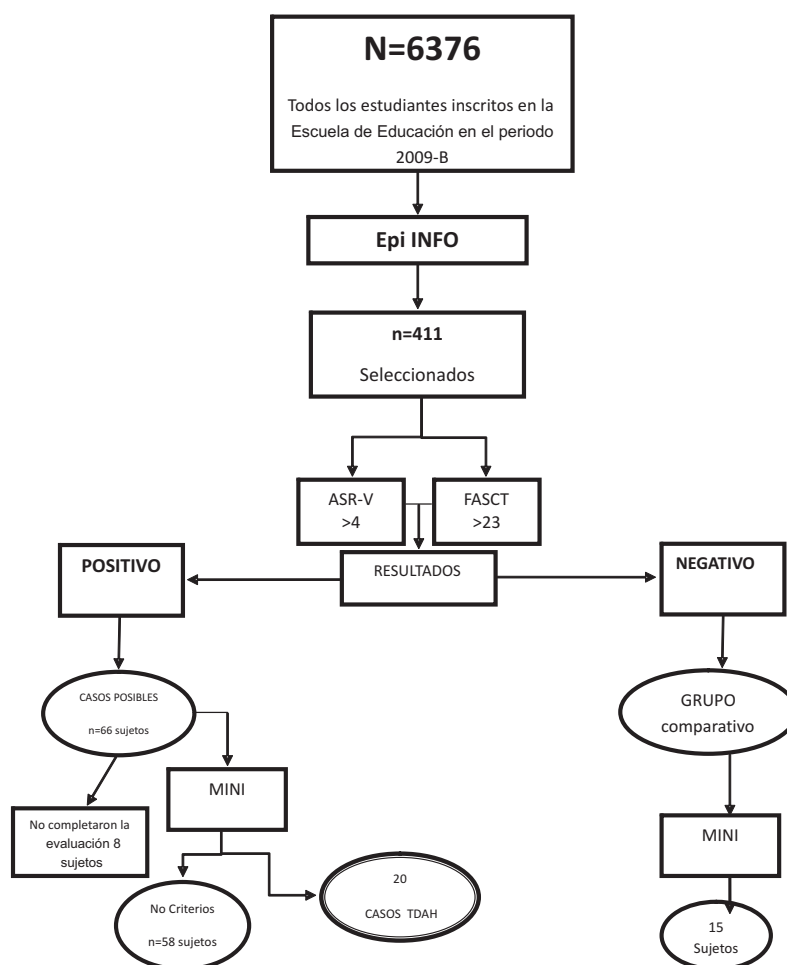 N=6376
Todos los estudiantes inscritos en la
Escuela de Educación en el periodo
2009-B
Epi INFO
n=411
Seleccionados
ASR-V
>4
FASCT
>23
POSITIVO
RESULTADOS
NEGATIVO
CASOS POSIBLES
n=66 sujetos
GRUPO
comparativo
MINI
No completaron la
evaluación 8
sujetos
MINI
No Criterios
n=58 sujetos
20
CASOS TDAH
15
Sujetos